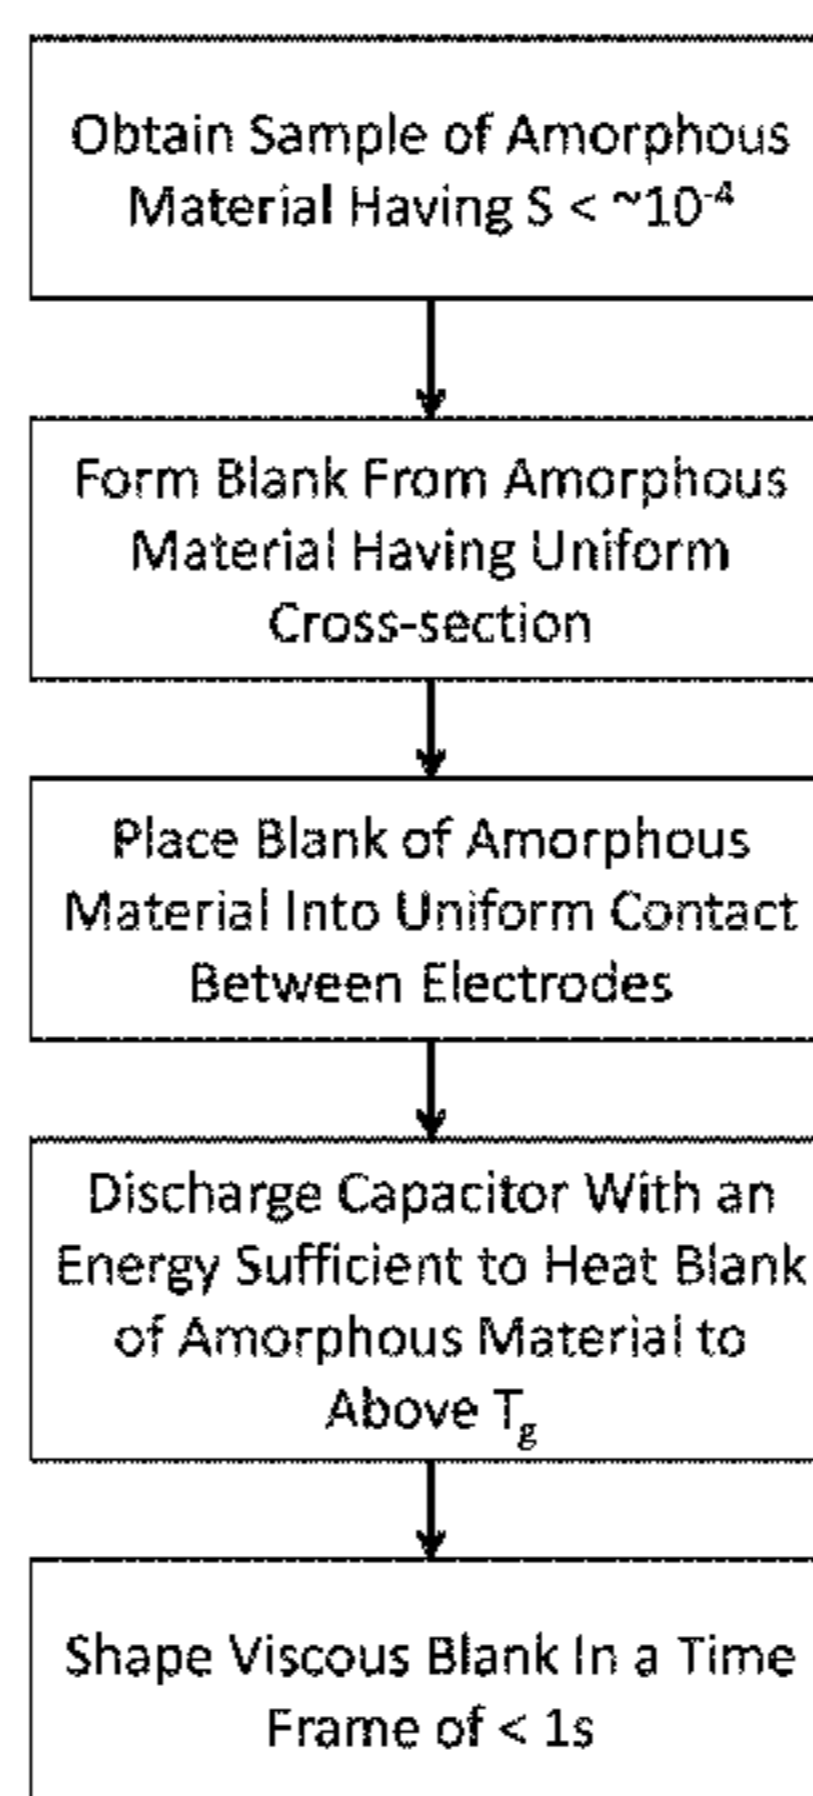 Obtain Sample of Amorphous
Material Having S < ~10⁻⁴
Form Blank From Amorphous
Material Having Uniform
Cross-section
Place Blank of Amorphous
Material Into Uniform Contact
Between Electrodes
Discharge Capacitor With an
Energy Sufficient to Heat Blank
of Amorphous Material to
Above Tg
Shape Viscous Blank In a Time
Frame of < 1s